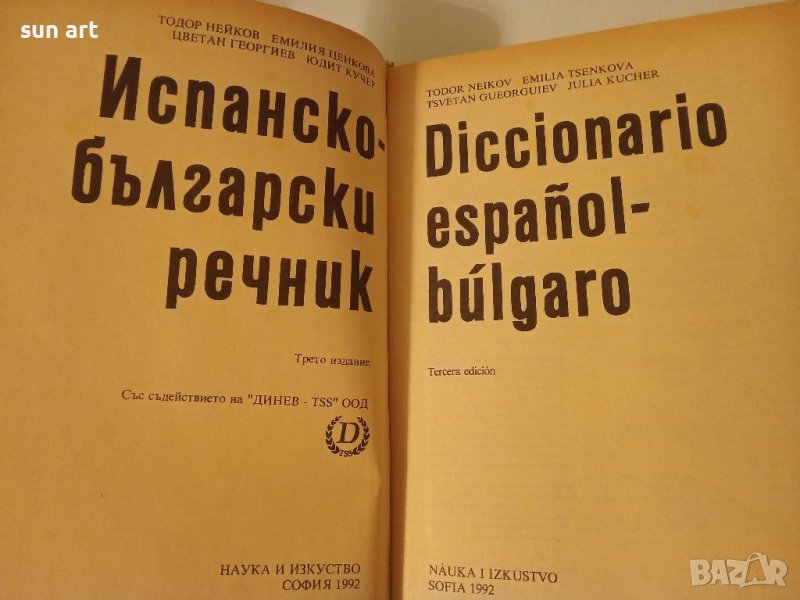 sun art
ТОДОР НЕЙКОВ ЕМИЛИЯ ЦЕНКОВА
ЦВЕТАН ГЕОРГИЕВ ЮДИТ КУЧЕР
Испанско-
български
речник
Трето издание
Със съдействието на "ДИНЕВ - TSS" ООД
D
TSS
НАУКА И ИЗКУСТВО
СОФИЯ 1992
TODOR NEIKOV EMILIA TSENKOVA
TSVETAN GUEORGUIEV JULIA KUCHER
Diccionario
español-
búlgaro
Tercera edición
NAUKA I IZKUSTVO
SOFIA 1992
BAZAR